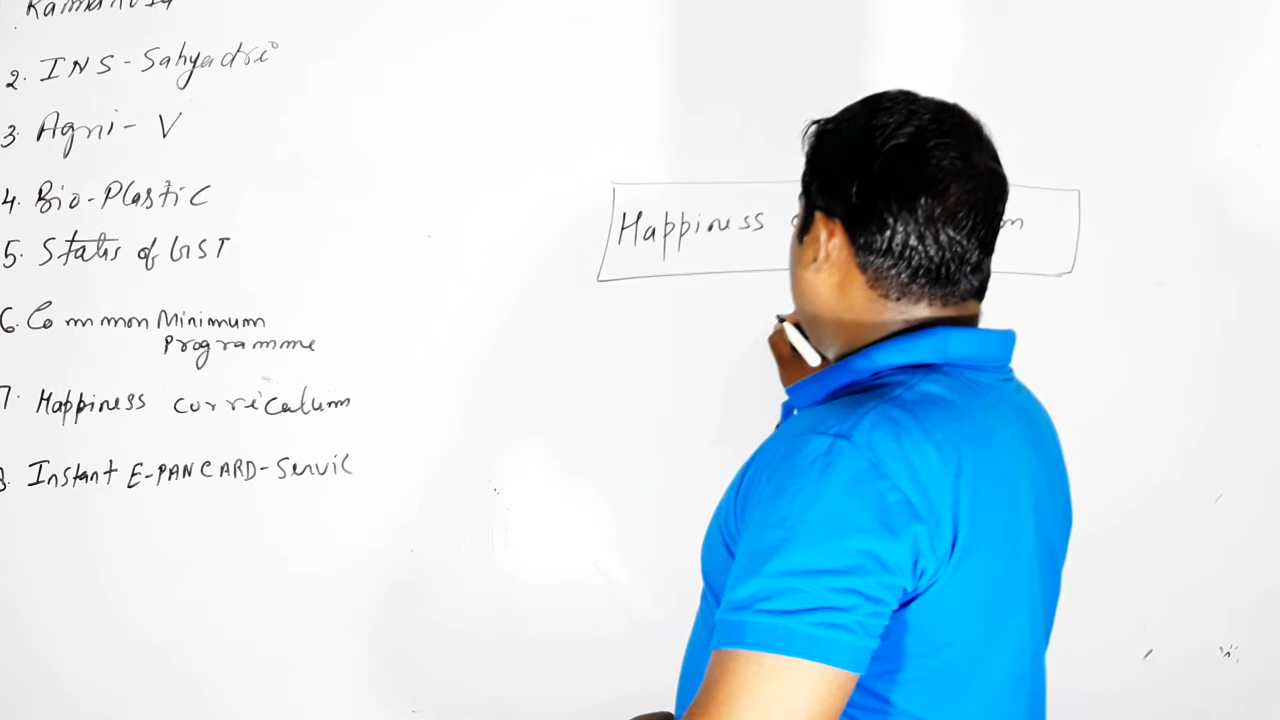 2. INS - Sahyadri
3. Agni - V
4. Bio-Plastic
5. Status of GST
6. Common Minimum
Programme
7. Happiness curriculum
Instant E-PANCARD-Servic
Happiness